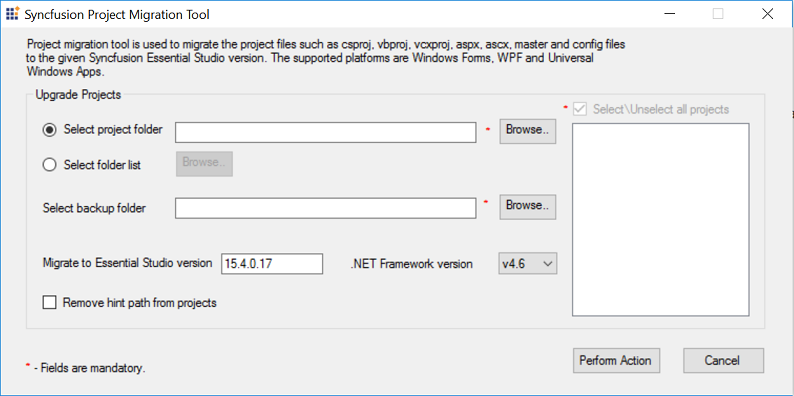 Syncfusion Project Migration Tool
Project migration tool is used to migrate the project files such as csproj, vbproj, vcxproj, aspx, ascx, master and config files
to the given Syncfusion Essential Studio version. The supported platforms are Windows Forms, WPF and Universal
Windows Apps.
Upgrade Projects
* Select\Unselect all projects
Select project folder * Browse..
Select folder list Browse..
Select backup folder * Browse..
Migrate to Essential Studio version 15.4.0.17 .NET Framework version v4.6
Remove hint path from projects
* - Fields are mandatory.
Perform Action Cancel